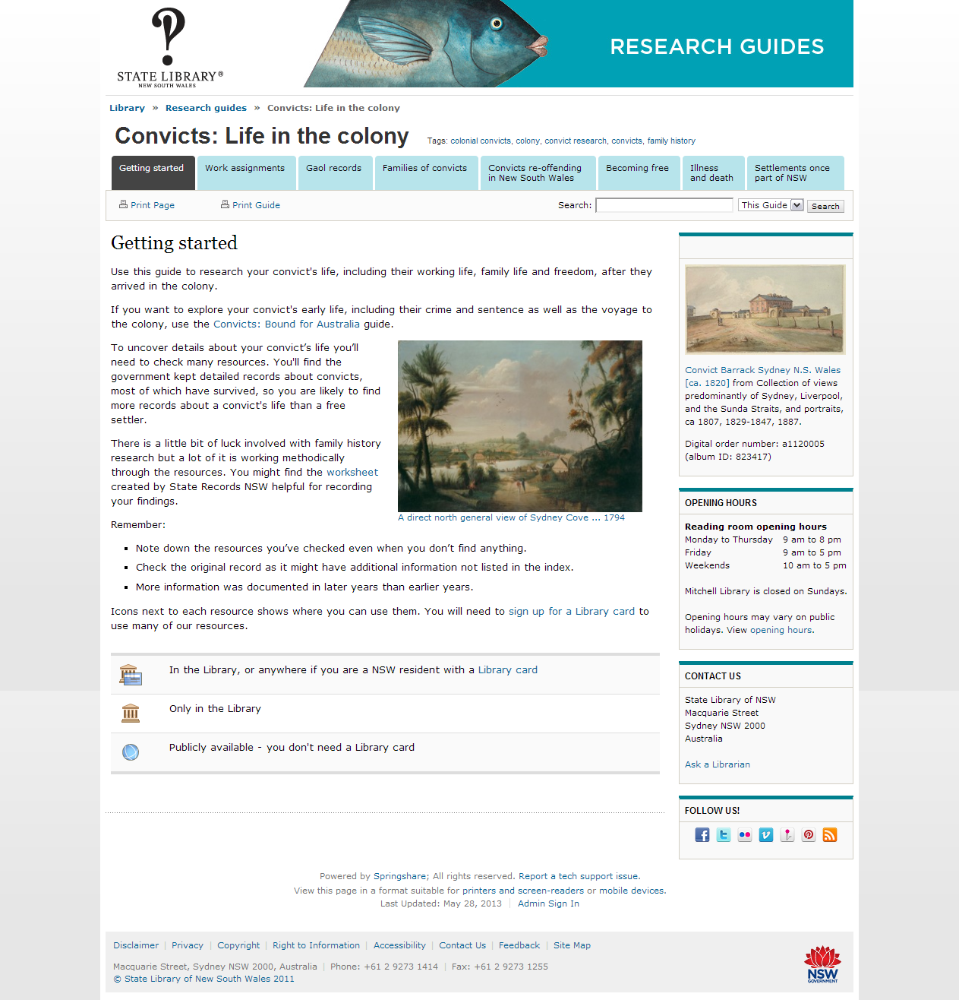 STATE LIBRARY®
NEW SOUTH WALES
RESEARCH GUIDES
Library » Research guides » Convicts: Life in the colony
Convicts: Life in the colony
Tags: colonial convicts, colony, convict research, convicts, family history
Getting started
Work assignments
Gaol records
Families of convicts
Convicts re-offending
in New South Wales
Becoming free
Illness
and death
Settlements once
part of NSW
Print Page
Print Guide
Search:
This Guide
Search
Getting started
Use this guide to research your convict's life, including their working life, family life and freedom, after they
arrived in the colony.
If you want to explore your convict's early life, including their crime and sentence as well as the voyage to
the colony, use the Convicts: Bound for Australia guide.
To uncover details about your convict’s life you’ll
need to check many resources. You'll find the
government kept detailed records about convicts,
most of which have survived, so you are likely to find
more records about a convict's life than a free
settler.
There is a little bit of luck involved with family history
research but a lot of it is working methodically
through the resources. You might find the worksheet
created by State Records NSW helpful for recording
your findings.
A direct north general view of Sydney Cove ... 1794
Remember:
Note down the resources you’ve checked even when you don’t find anything.
Check the original record as it might have additional information not listed in the index.
More information was documented in later years than earlier years.
Icons next to each resource shows where you can use them. You will need to sign up for a Library card to
use many of our resources.
In the Library, or anywhere if you are a NSW resident with a Library card
Only in the Library
Publicly available - you don't need a Library card
Convict Barrack Sydney N.S. Wales
[ca. 1820] from Collection of views
predominantly of Sydney, Liverpool,
and the Sunda Straits, and portraits,
ca 1807, 1829-1847, 1887.
Digital order number: a1120005
(album ID: 823417)
OPENING HOURS
Reading room opening hours
Monday to Thursday 9 am to 8 pm
Friday 9 am to 5 pm
Weekends 10 am to 5 pm
Mitchell Library is closed on Sundays.
Opening hours may vary on public
holidays. View opening hours.
CONTACT US
State Library of NSW
Macquarie Street
Sydney NSW 2000
Australia
Ask a Librarian
FOLLOW US!
Powered by Springshare; All rights reserved. Report a tech support issue.
View this page in a format suitable for printers and screen-readers or mobile devices.
Last Updated: May 28, 2013 | Admin Sign In
Disclaimer | Privacy | Copyright | Right to Information | Accessibility | Contact Us | Feedback | Site Map
Macquarie Street, Sydney NSW 2000, Australia | Phone: +61 2 9273 1414 | Fax: +61 2 9273 1255
© State Library of New South Wales 2011
NSW
GOVERNMENT